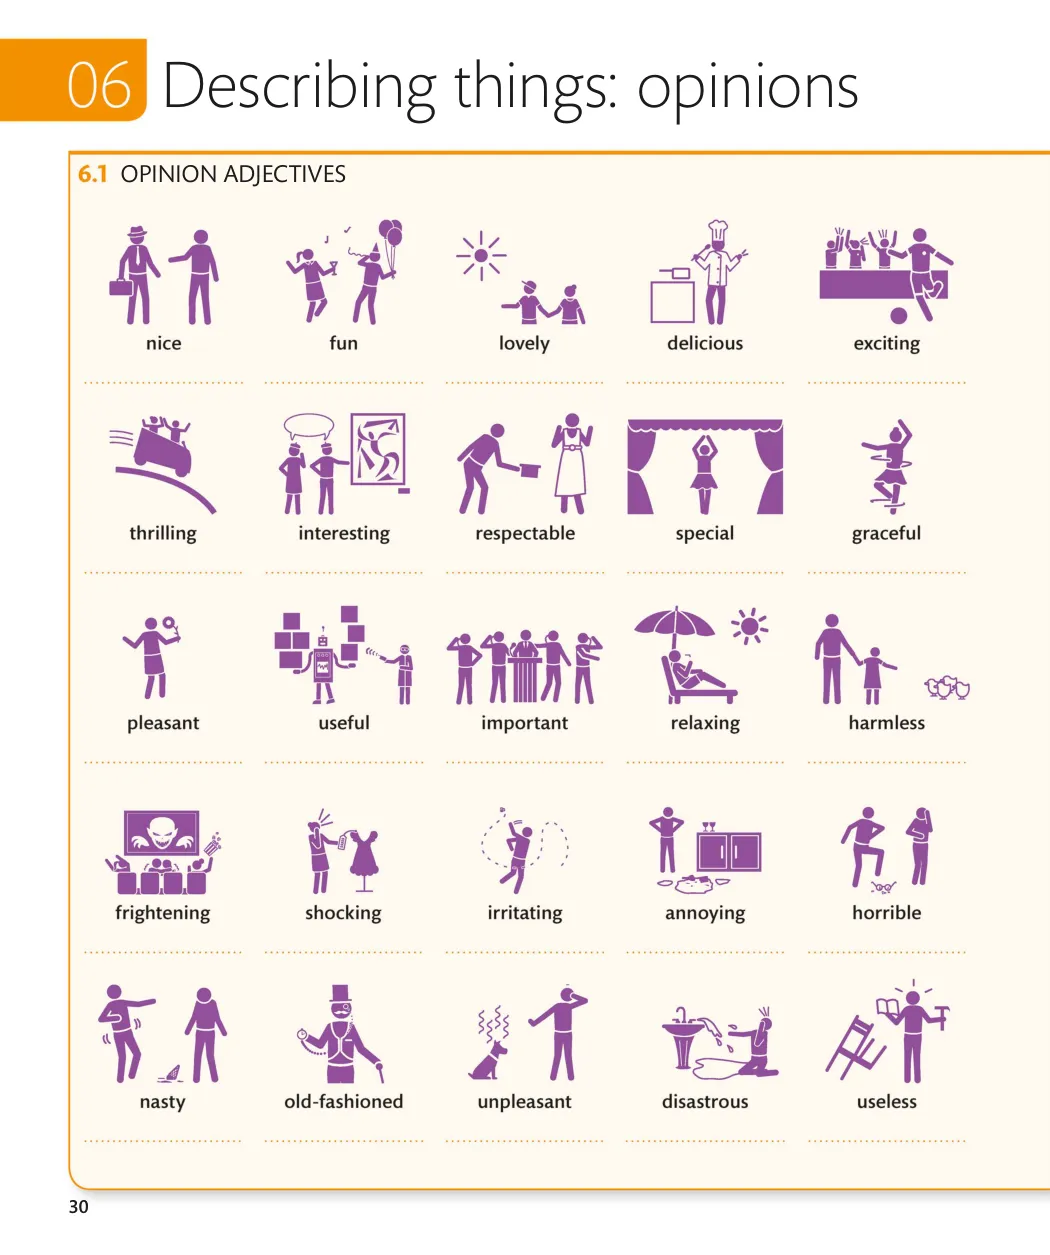 06 Describing things: opinions
6.1 OPINION ADJECTIVES
nice fun lovely delicious exciting
thrilling interesting respectable special graceful
pleasant useful important relaxing harmless
frightening shocking irritating annoying horrible
nasty old-fashioned unpleasant disastrous useless
30